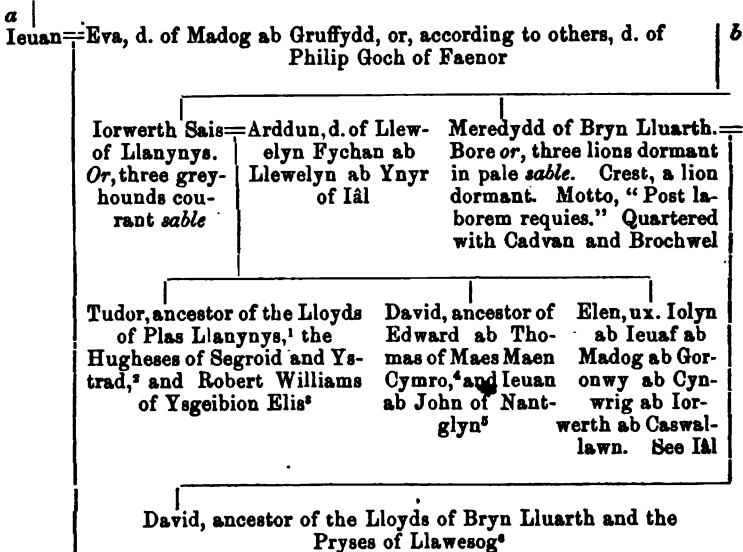 a
Ieuan=Eva, d. of Madog ab Gruffydd, or, according to others, d. of b
Philip Goch of Faenor
Iorwerth Sais=Arddun, d. of Llew-
of Llanynys. elyn Fychan ab
Or, three grey- Llewelyn ab Ynyr
hounds cou- of Iâl
rant sable
Meredydd of Bryn Lluarth.=
Bore or, three lions dormant
in pale sable. Crest, a lion
dormant. Motto, “Post la-
borem requies.” Quartered
with Cadvan and Brochwel
Tudor, ancestor of the Lloyds
of Plas Llanynys,¹ the
Hugheses of Segroid and Ys-
trad,² and Robert Williams
of Ysgeibion Elis³
David, ancestor of
Edward ab Tho-
mas of Maes Maen
Cymro,⁴ and Ieuan
ab John of Nant-
glyn⁵
Elen, ux. Iolyn
ab Ieuaf ab
Madog ab Gor-
onwy ab Cyn-
wrig ab Ior-
werth ab Caswal-
lawn. See Iâl
David, ancestor of the Lloyds of Bryn Lluarth and the
Pryses of Llawesog⁶